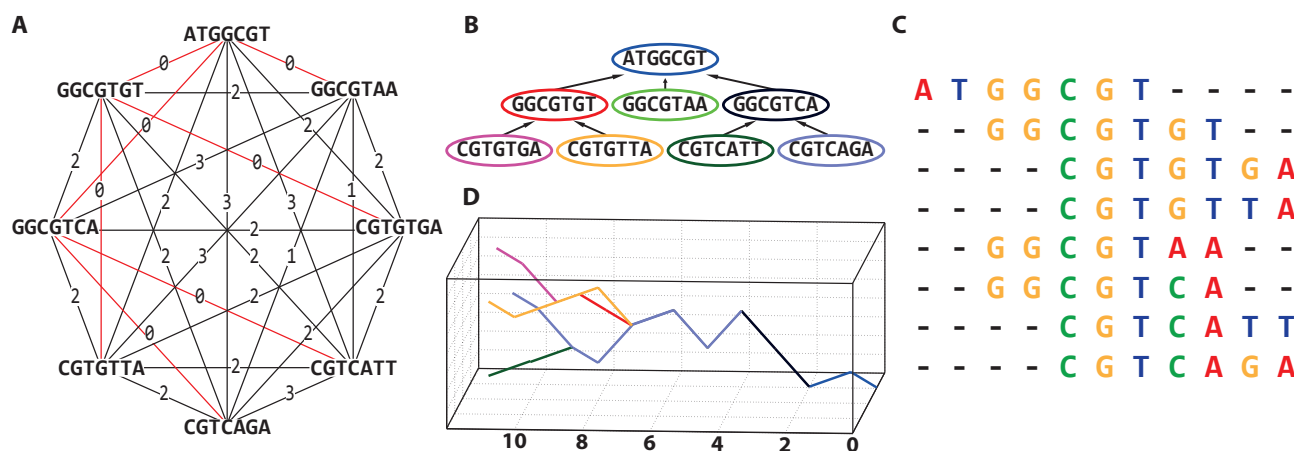 A
ATGGCGT
0
0
GGCGTGT
GGCGTAA
2
0
2
0
3
2
2
0
1
2
3
GGCGTCA
CGTGTGA
2
2
3
2
1
2
0
2
2
0
2
CGTGTTA
CGTCATT
2
3
CGTCAGA
B
ATGGCGT
GGCGTGT GGCGTAA GGCGTCA
CGTGTGA CGTGTTA CGTCATT CGTCAGA
D
10 8 6 4 2 0
C
A T G G C G T - - - -
- - G G C G T G T - -
- - - - C G T G T G A
- - - - C G T G T T A
- - G G C G T A A - -
- - G G C G T C A - -
- - - - C G T C A T T
- - - - C G T C A G A